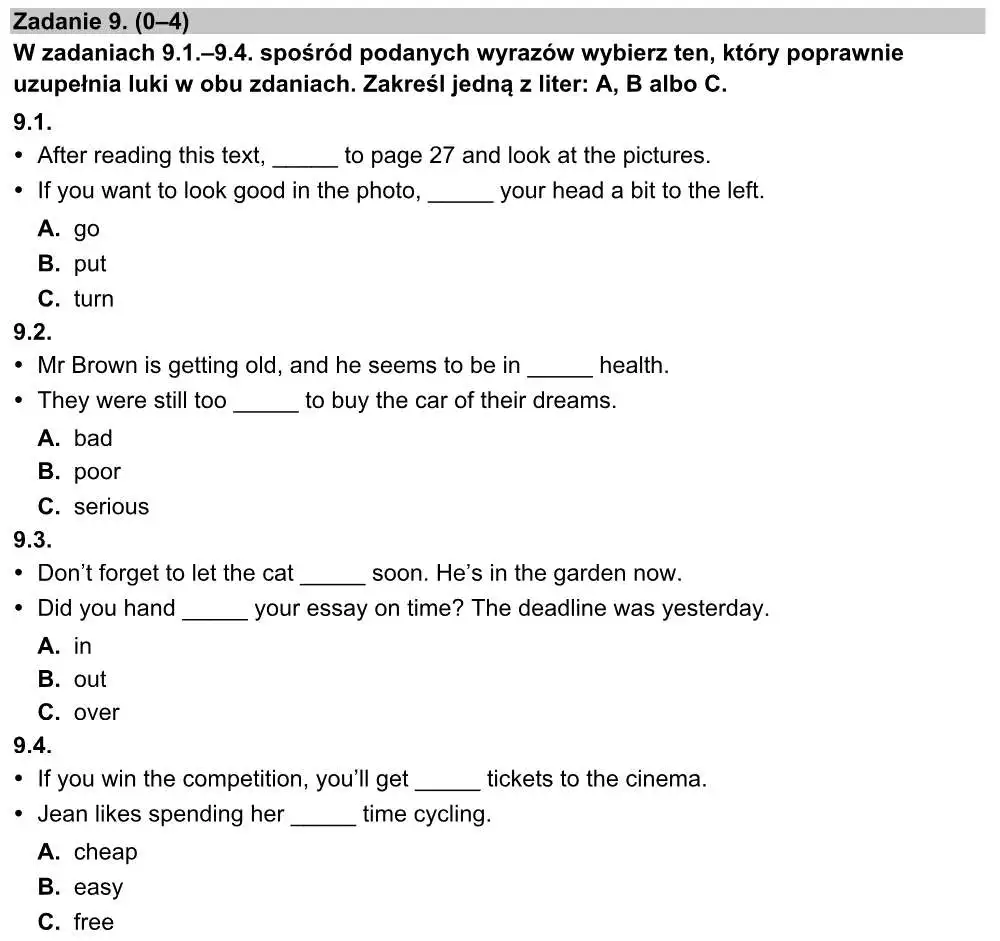 Zadanie 9. (0–4)
W zadaniach 9.1.–9.4. spośród podanych wyrazów wybierz ten, który poprawnie
uzupełnia luki w obu zdaniach. Zakreśl jedną z liter: A, B albo C.
9.1.
• After reading this text, _____ to page 27 and look at the pictures.
• If you want to look good in the photo, _____ your head a bit to the left.
A. go
B. put
C. turn
9.2.
• Mr Brown is getting old, and he seems to be in _____ health.
• They were still too _____ to buy the car of their dreams.
A. bad
B. poor
C. serious
9.3.
• Don’t forget to let the cat _____ soon. He’s in the garden now.
• Did you hand _____ your essay on time? The deadline was yesterday.
A. in
B. out
C. over
9.4.
• If you win the competition, you’ll get _____ tickets to the cinema.
• Jean likes spending her _____ time cycling.
A. cheap
B. easy
C. free